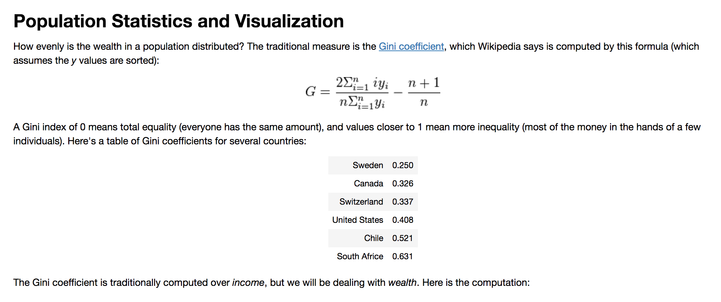 Population Statistics and Visualization
How evenly is the wealth in a population distributed? The traditional measure is the Gini coefficient, which Wikipedia says is computed by this formula (which
assumes the y values are sorted):
G = \frac{2\Sigma_{i=1}^{n} iy_i}{n\Sigma_{i=1}^{n} y_i} - \frac{n+1}{n}
A Gini index of 0 means total equality (everyone has the same amount), and values closer to 1 mean more inequality (most of the money in the hands of a few
individuals). Here's a table of Gini coefficients for several countries:
Sweden 0.250
Canada 0.326
Switzerland 0.337
United States 0.408
Chile 0.521
South Africe 0.631
The Gini coefficient is traditionally computed over income, but we will be dealing with wealth. Here is the computation: